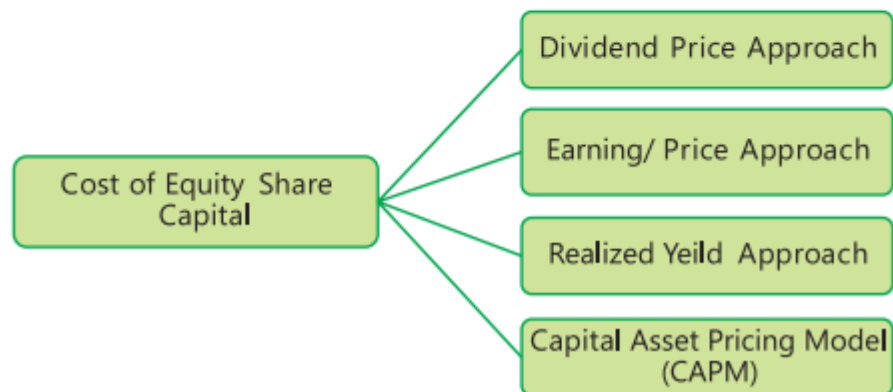 Dividend Price Approach
Earning/ Price Approach
Cost of Equity Share
Capital
Realized Yeild Approach
Capital Asset Pricing Model
(CAPM)